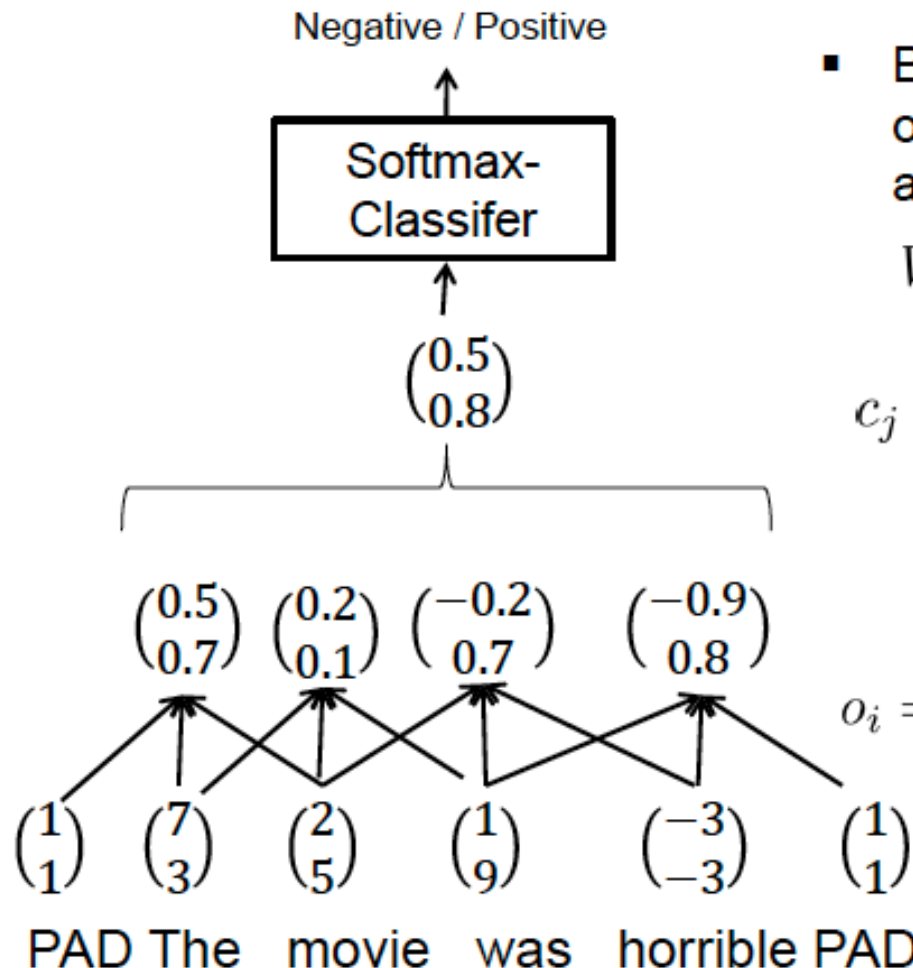 Negative / Positive
▪ E
o
a
Softmax-
Classifer
(0.5
0.8)
c_j
(0.5
0.7) (0.2
0.1) (−0.2
0.7) (−0.9
0.8)
o_i =
(1
1) (7
3) (2
5) (1
9) (−3
−3) (1
1)
PAD The movie was horrible PAD